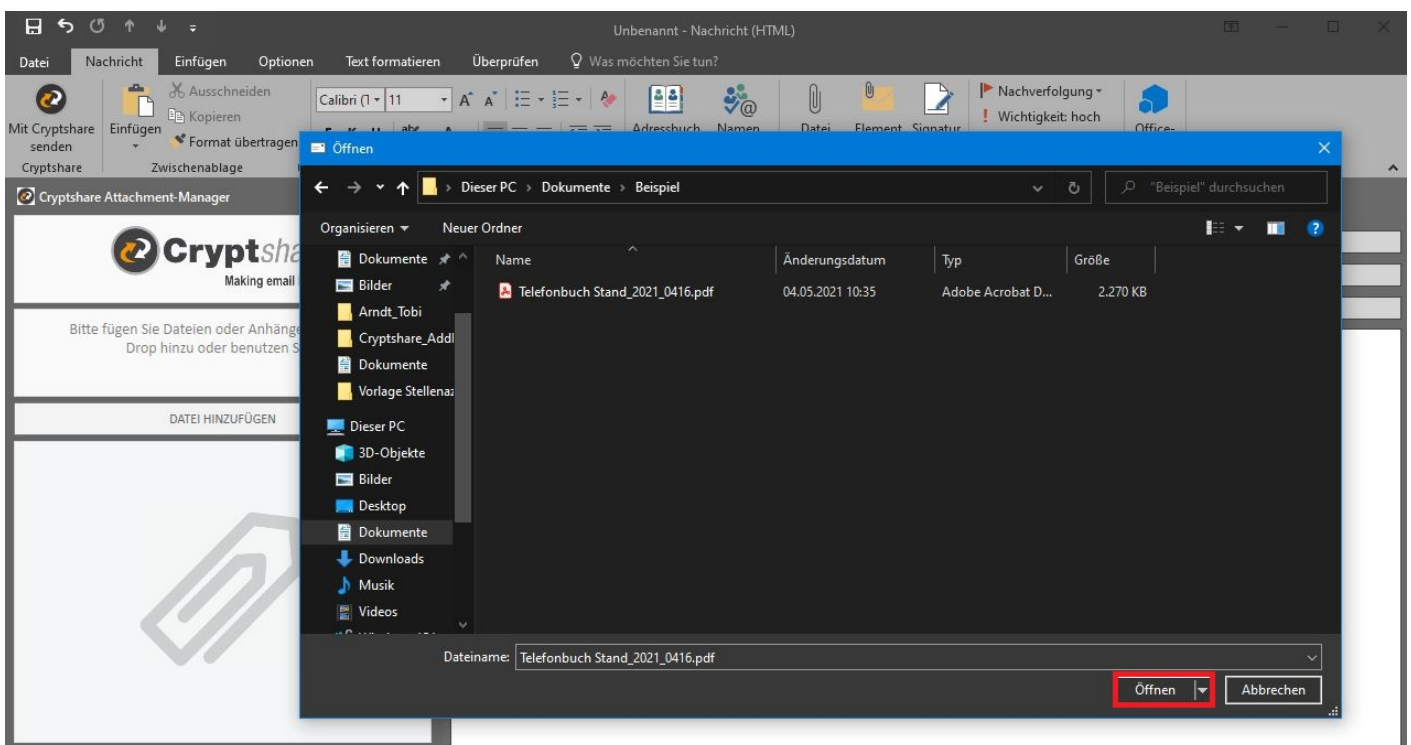 Unbenannt - Nachricht (HTML)
Datei Nachricht Einfügen Optionen Text formatieren Überprüfen Was möchten Sie tun?
Mit Cryptshare senden
Cryptshare
Einfügen
Ausschneiden
Kopieren
Format übertragen
Zwischenablage
Calibri (T 11
Adressbuch Namen Datei Element Signatur
Nachverfolgung
Wichtigkeit: hoch
Office-
Cryptshare Attachment-Manager
Making email
Bitte fügen Sie Dateien oder
Drop hinzu oder benutzen
DATEI HINZUFÜGEN
Öffnen
Dieser PC > Dokumente > Beispiel
"Beispiel" durchsuchen
Organisieren Neuer Ordner
Dokumente
Bilder
Arndt_Tobi
Cryptshare_Add
Dokumente
Vorlage
Dieser PC
3D-Objekte
Bilder
Desktop
Dokumente
Downloads
Musik
Videos
Name Änderungsdatum Typ Größe
Telefonbuch Stand_2021_0416.pdf 04.05.2021 10:35 Adobe Acrobat D... 2.270 KB
Dateiname: Telefonbuch Stand_2021_0416.pdf
Öffnen Abbrechen